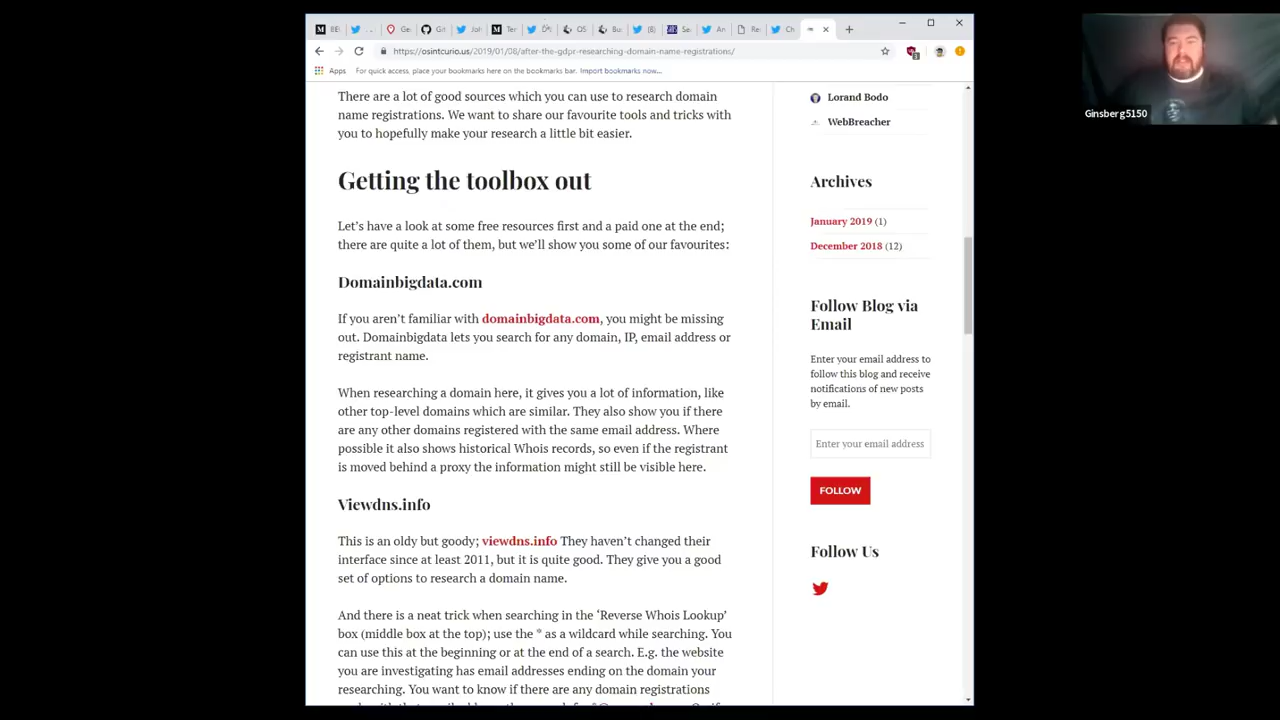 Ter
https://osintcurio.us/2019/01/08/after-the-gdpr-researching-domain-name-registrations/
Apps
For quick access, place your bookmarks here on the bookmarks bar. Import bookmarks now...
There are a lot of good sources which you can use to research domain
name registrations. We want to share our favourite tools and tricks with
you to hopefully make your research a little bit easier.
Getting the toolbox out
Let's have a look at some free resources first and a paid one at the end;
there are quite a lot of them, but we'll show you some of our favourites:
Domainbigdata.com
If you aren't familiar with domainbigdata.com, you might be missing
out. Domainbigdata lets you search for any domain, IP, email address or
registrant name.
When researching a domain here, it gives you a lot of information, like
other top-level domains which are similar. They also show you if there
are any other domains registered with the same email address. Where
possible it also shows historical Whois records, so even if the registrant
is moved behind a proxy the information might still be visible here.
Viewdns.info
This is an oldy but goody; viewdns.info They haven't changed their
interface since at least 2011, but it is quite good. They give you a good
set of options to research a domain name.
And there is a neat trick when searching in the 'Reverse Whois Lookup'
box (middle box at the top); use the * as a wildcard while searching. You
can use this at the beginning or at the end of a search. E.g. the website
you are investigating has email addresses ending on the domain your
researching. You want to know if there are any domain registrations
Lorand Bodo
WebBreacher
Archives
January 2019 (1)
December 2018 (12)
Follow Blog via
Email
Enter your email address to
follow this blog and receive
notifications of new posts
by email.
Enter your email address
FOLLOW
Follow Us
Ginsberg5150